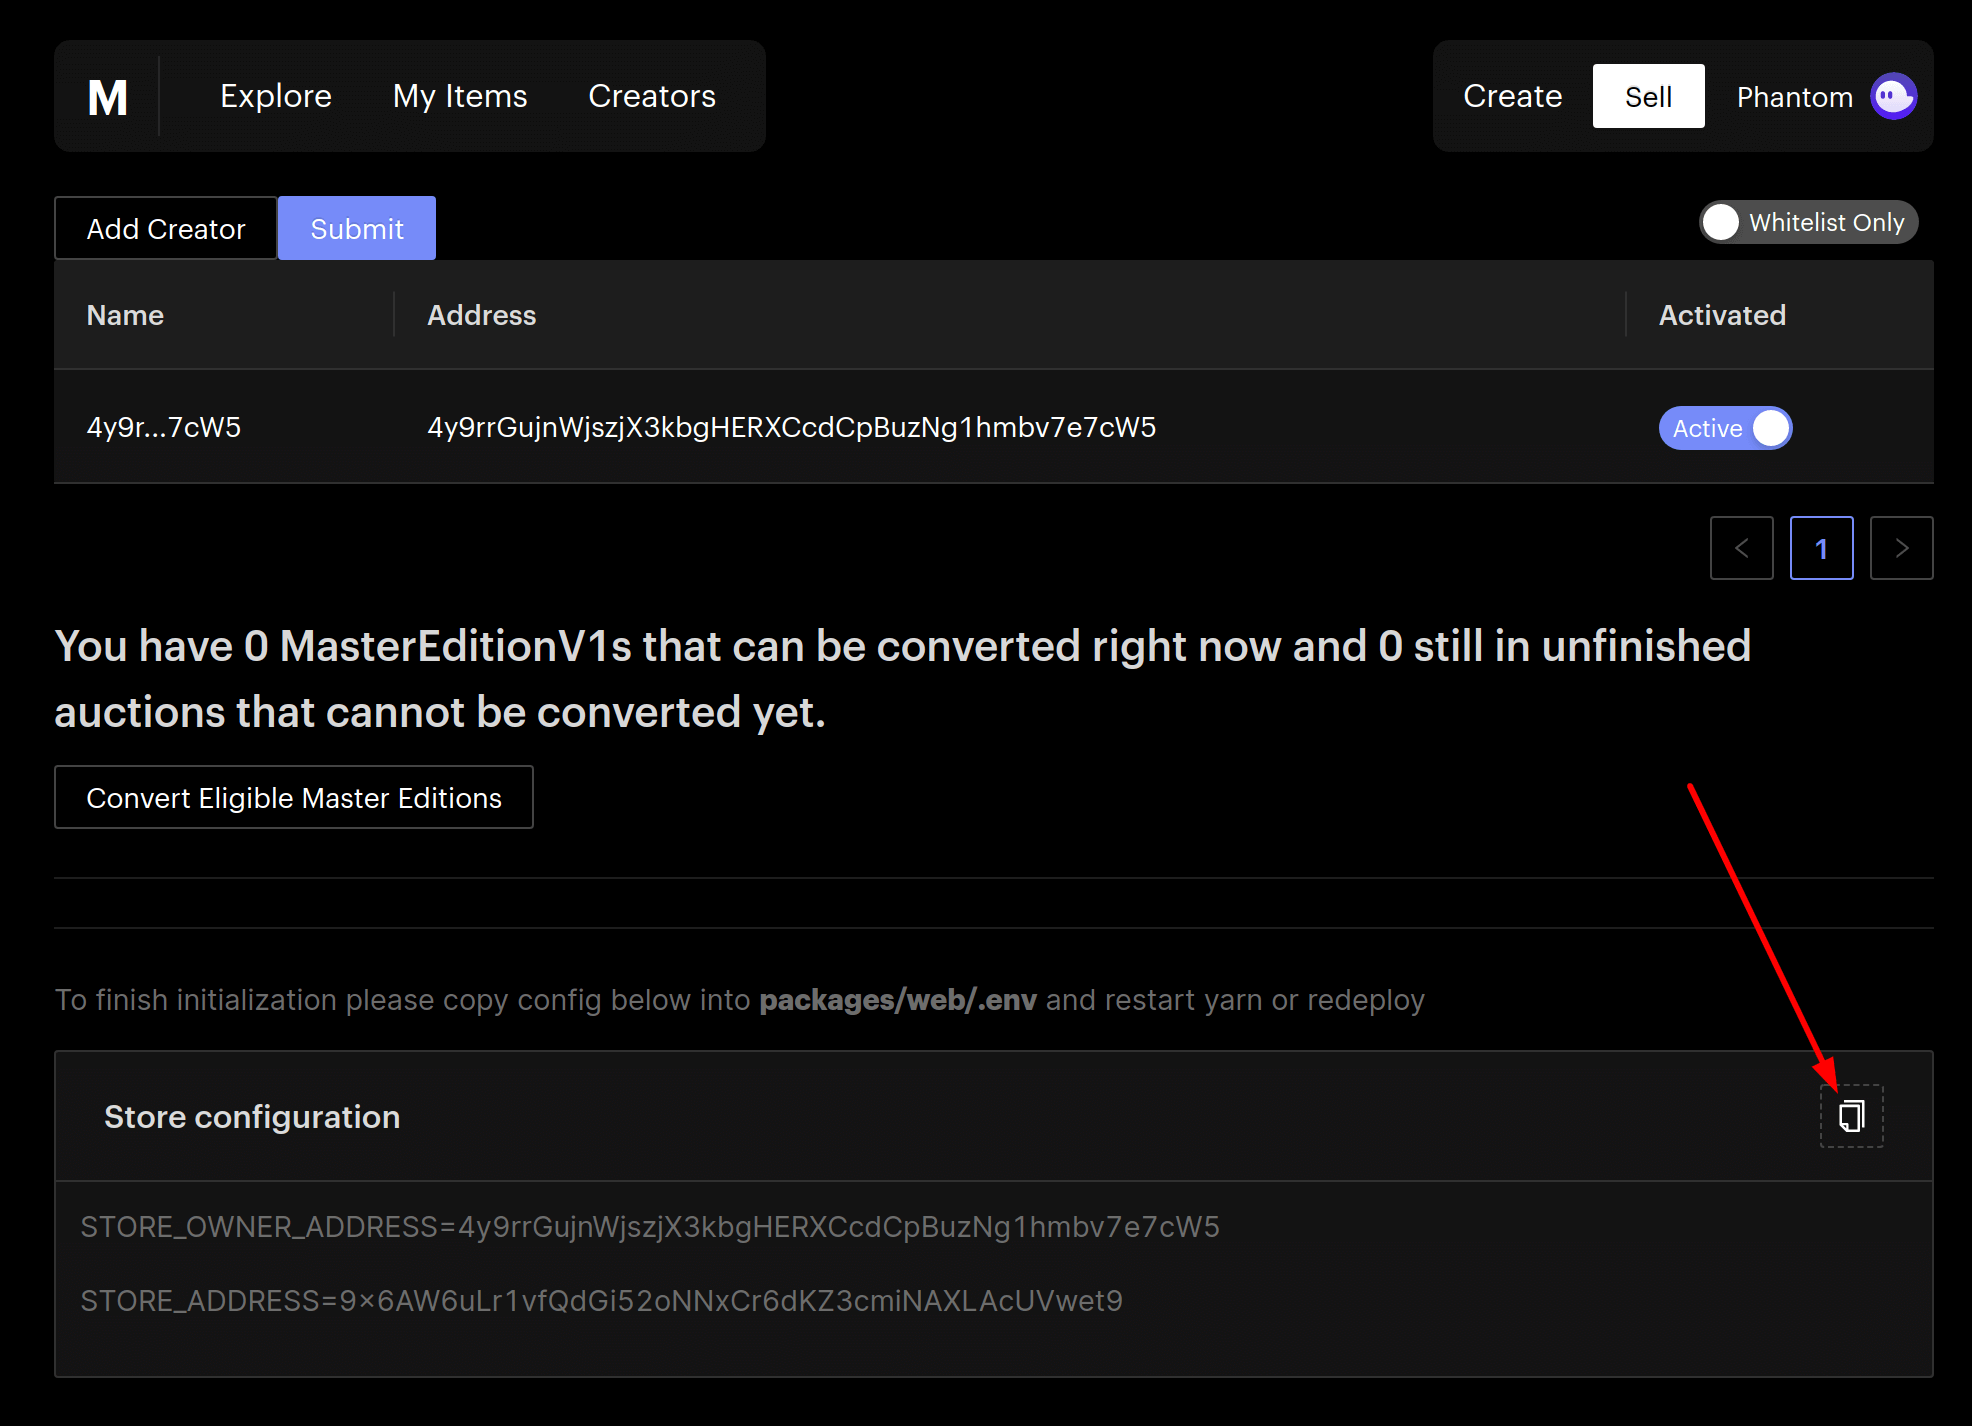 M Explore My Items Creators Create Sell Phantom
Add Creator Submit Whitelist Only
Name Address Activated
4y9r...7cW5 4y9rrGujnWjszjX3kbgHERXCcdCpBuzNg1hmbv7e7cW5 Active
< 1 >
You have 0 MasterEditionV1s that can be converted right now and 0 still in unfinished
auctions that cannot be converted yet.
Convert Eligible Master Editions
To finish initialization please copy config below into packages/web/.env and restart yarn or redeploy
Store configuration
STORE_OWNER_ADDRESS=4y9rrGujnWjszjX3kbgHERXCcdCpBuzNg1hmbv7e7cW5
STORE_ADDRESS=9x6AW6uLr1vfQdGi52oNNxCr6dKZ3cmiNAXLAcUVwet9